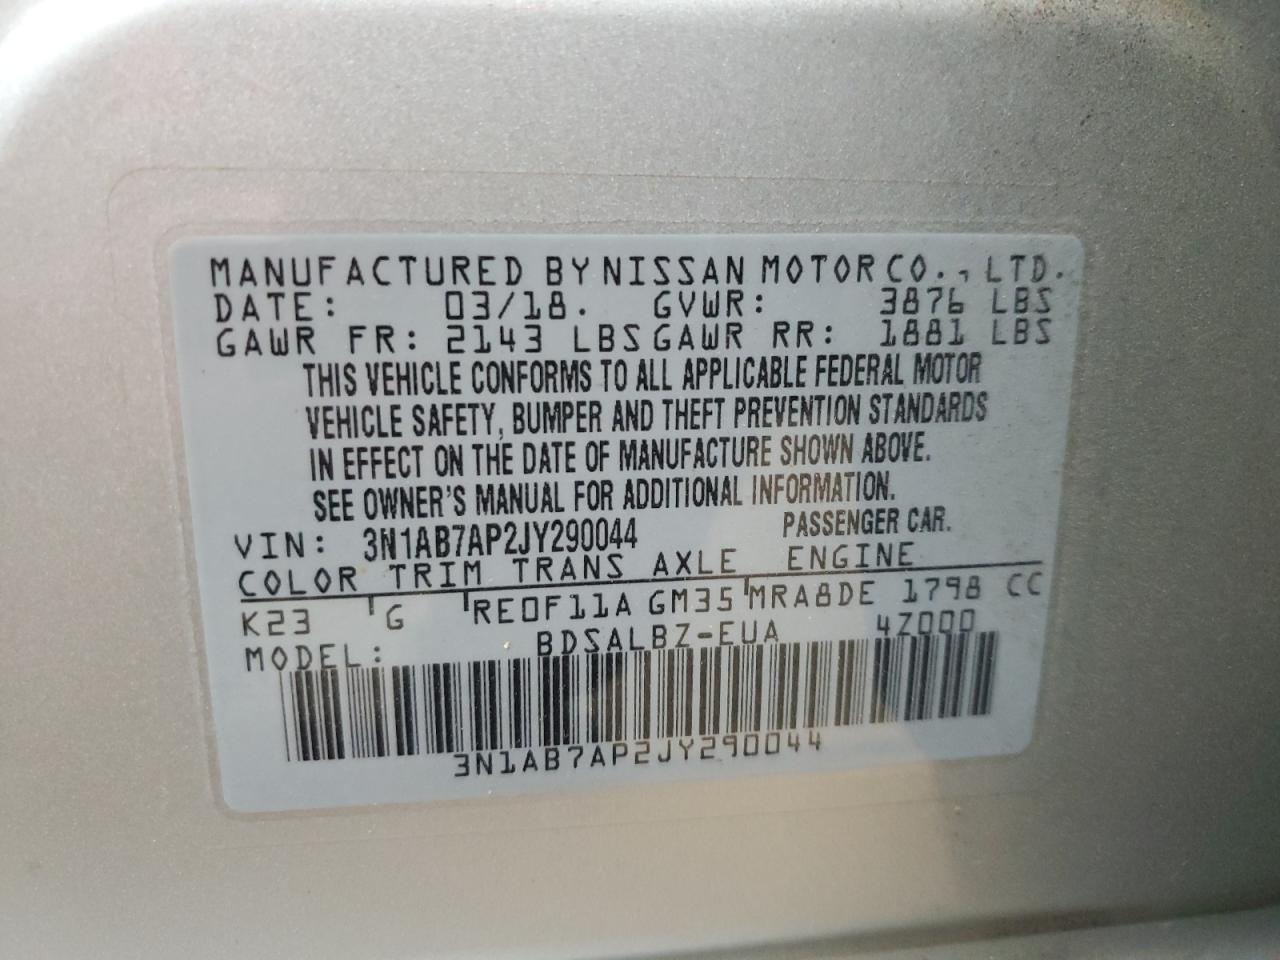 MANUFACTURED BY NISSAN MOTOR CO., LTD.
DATE: 03/18. GVWR: 3876 LBS
GAWR FR: 2143 LBS GAWR RR: 1881 LBS
THIS VEHICLE CONFORMS TO ALL APPLICABLE FEDERAL MOTOR
VEHICLE SAFETY, BUMPER AND THEFT PREVENTION STANDARDS
IN EFFECT ON THE DATE OF MANUFACTURE SHOWN ABOVE.
SEE OWNER'S MANUAL FOR ADDITIONAL INFORMATION.
VIN: 3N1AB7AP2JY290044 PASSENGER CAR.
COLOR TRIM TRANS AXLE ENGINE
K23 G RE0F11A GM35 MRA8DE 1798 CC
MODEL: BDSALBZ-EUA 4Z000
3N1AB7AP2JY290044